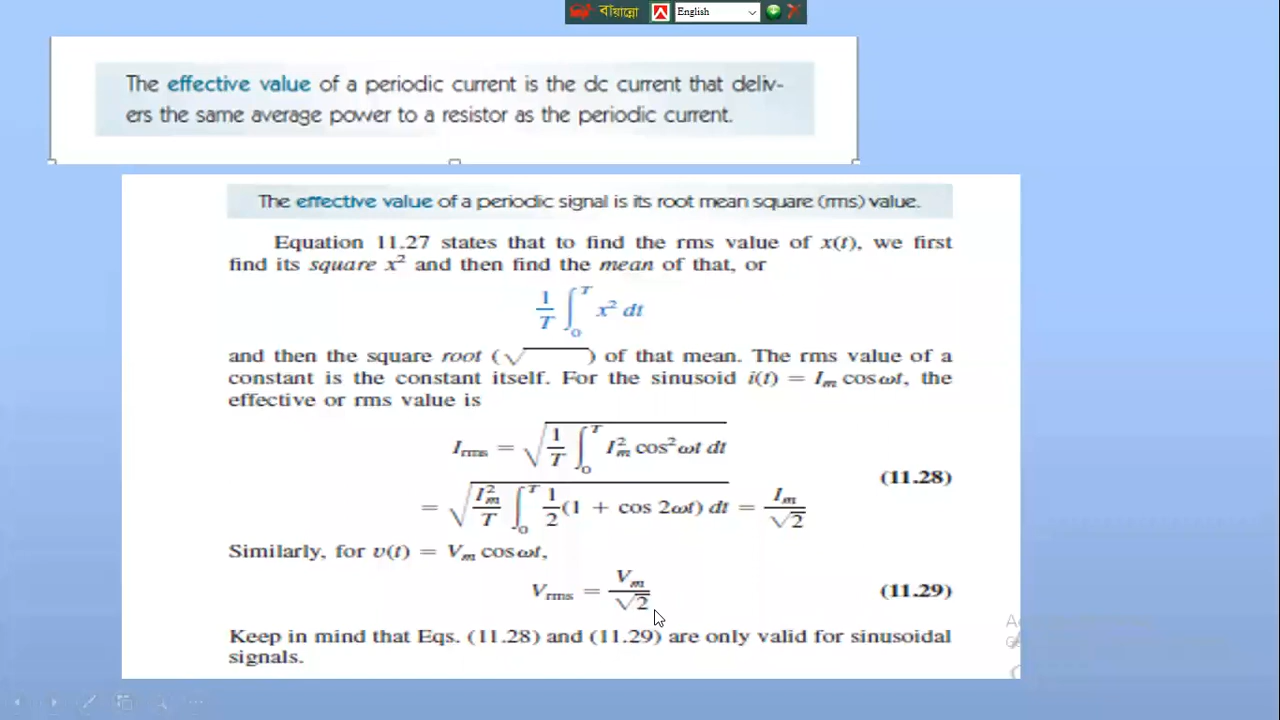 বাঁয়ান্নো English
The effective value of a periodic current is the dc current that deliv-
ers the same average power to a resistor as the periodic current.
The effective value of a periodic signal is its root mean square (rms) value.
Equation 11.27 states that to find the rms value of x(t), we first
find its square x² and then find the mean of that, or
1/T ∫₀ᵀ x² dt
and then the square root (√‾‾‾‾) of that mean. The rms value of a
constant is the constant itself. For the sinusoid i(t) = Iₘ cos ωt, the
effective or rms value is
I_rms = √(1/T ∫₀ᵀ Iₘ² cos² ωt dt)
= √(Iₘ²/T ∫₀ᵀ 1/2 (1 + cos 2ωt) dt) = Iₘ/√2 (11.28)
Similarly, for v(t) = Vₘ cos ωt,
V_rms = Vₘ/√2 (11.29)
Keep in mind that Eqs. (11.28) and (11.29) are only valid for sinusoidal
signals.